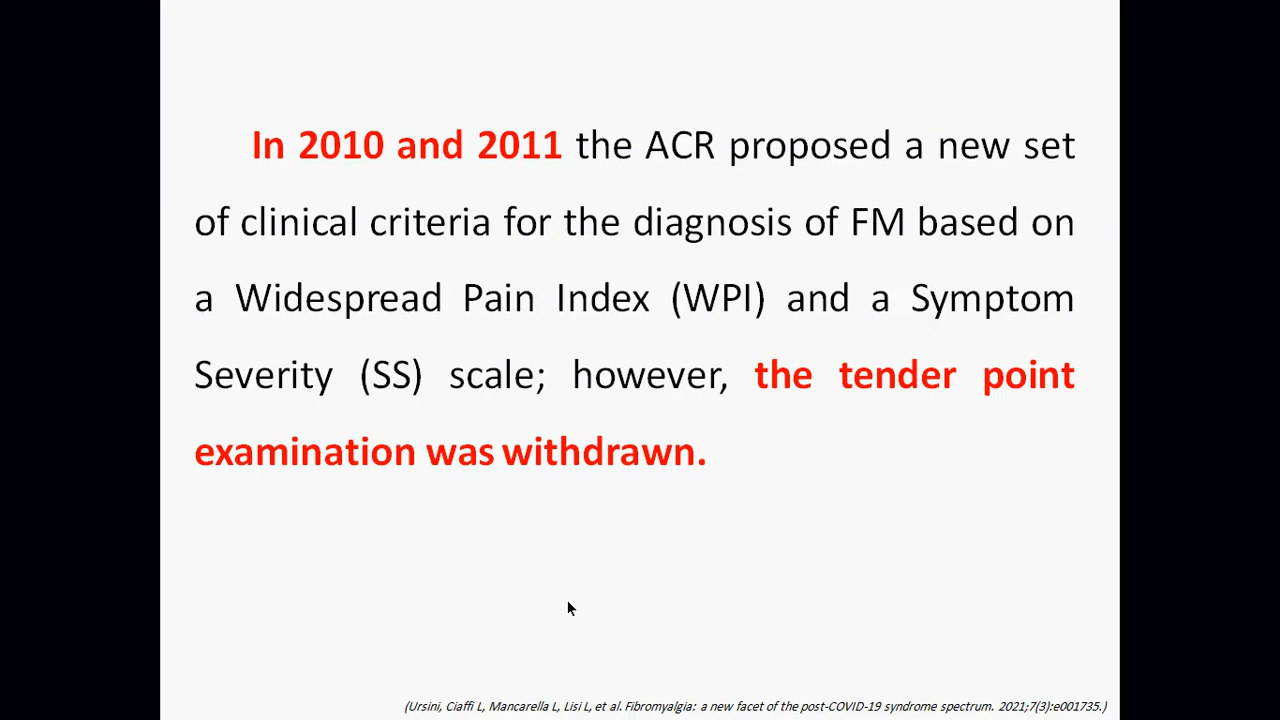 In 2010 and 2011 the ACR proposed a new set
of clinical criteria for the diagnosis of FM based on
a Widespread Pain Index (WPI) and a Symptom
Severity (SS) scale; however, the tender point
examination was withdrawn.
(Ursini, Ciaffi L, Mancarella L, Lisi L, et al. Fibromyalgia: a new facet of the post-COVID-19 syndrome spectrum. 2021;7(3):e001735.)